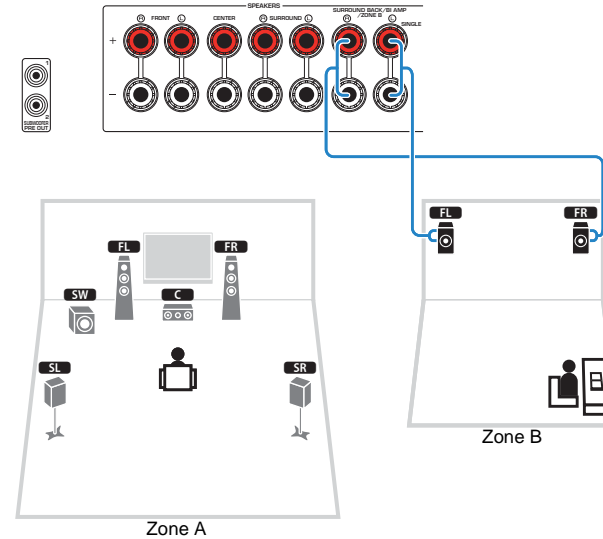 SPEAKERS
R FRONT L
CENTER
R SURROUND L
SURROUND BACK/BI AMP
/ZONE B
R L
SINGLE
+
–
1
2
SUBWOOFER
PRE OUT
FL FR
FL FR
SW C
SL SR
Zone B
Zone A